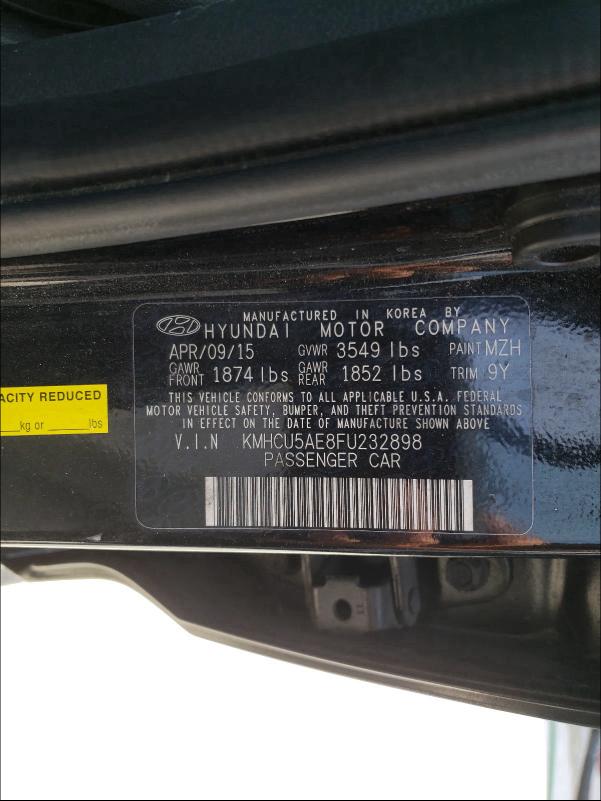 MANUFACTURED IN KOREA BY
HYUNDAI MOTOR COMPANY
APR/09/15 GVWR 3549 lbs PAINT MZH
GAWR FRONT 1874 lbs GAWR REAR 1852 lbs TRIM 9Y
THIS VEHICLE CONFORMS TO ALL APPLICABLE U.S.A. FEDERAL
MOTOR VEHICLE SAFETY, BUMPER, AND THEFT PREVENTION STANDARDS
IN EFFECT ON THE DATE OF MANUFACTURE SHOWN ABOVE
V.I.N KMHCU5AE8FU232898
PASSENGER CAR
ACITY REDUCED
kg or lbs